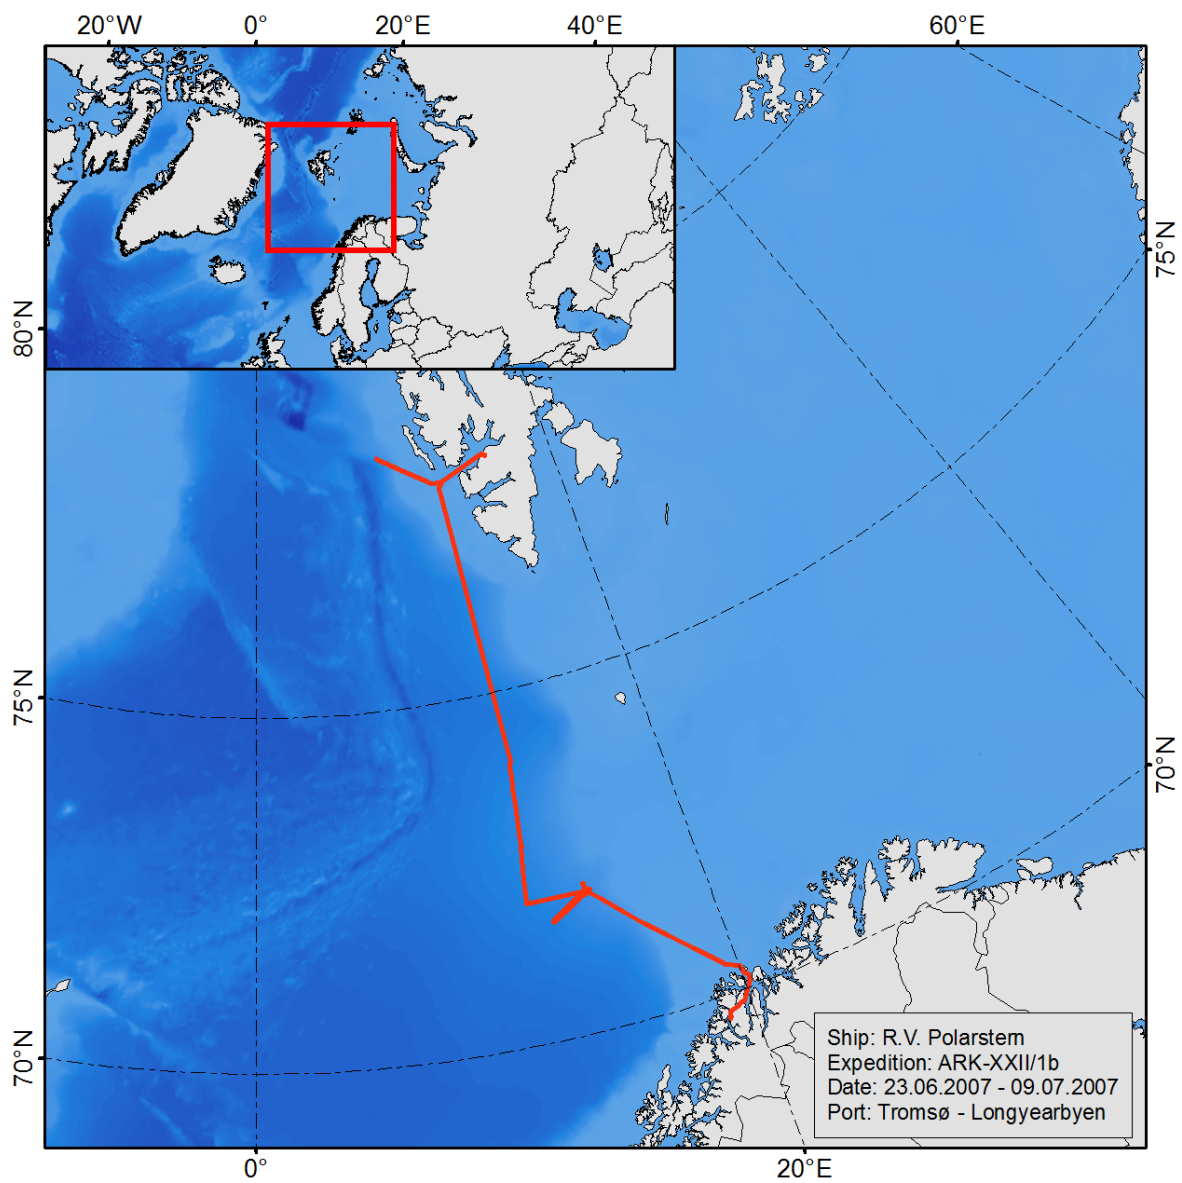 20°W 0° 20°E 40°E 60°E
75°N
80°N
75°N
70°N
70°N
Ship: R.V. Polarstern
Expedition: ARK-XXII/1b
Date: 23.06.2007 - 09.07.2007
Port: Tromsø - Longyearbyen
0° 20°E